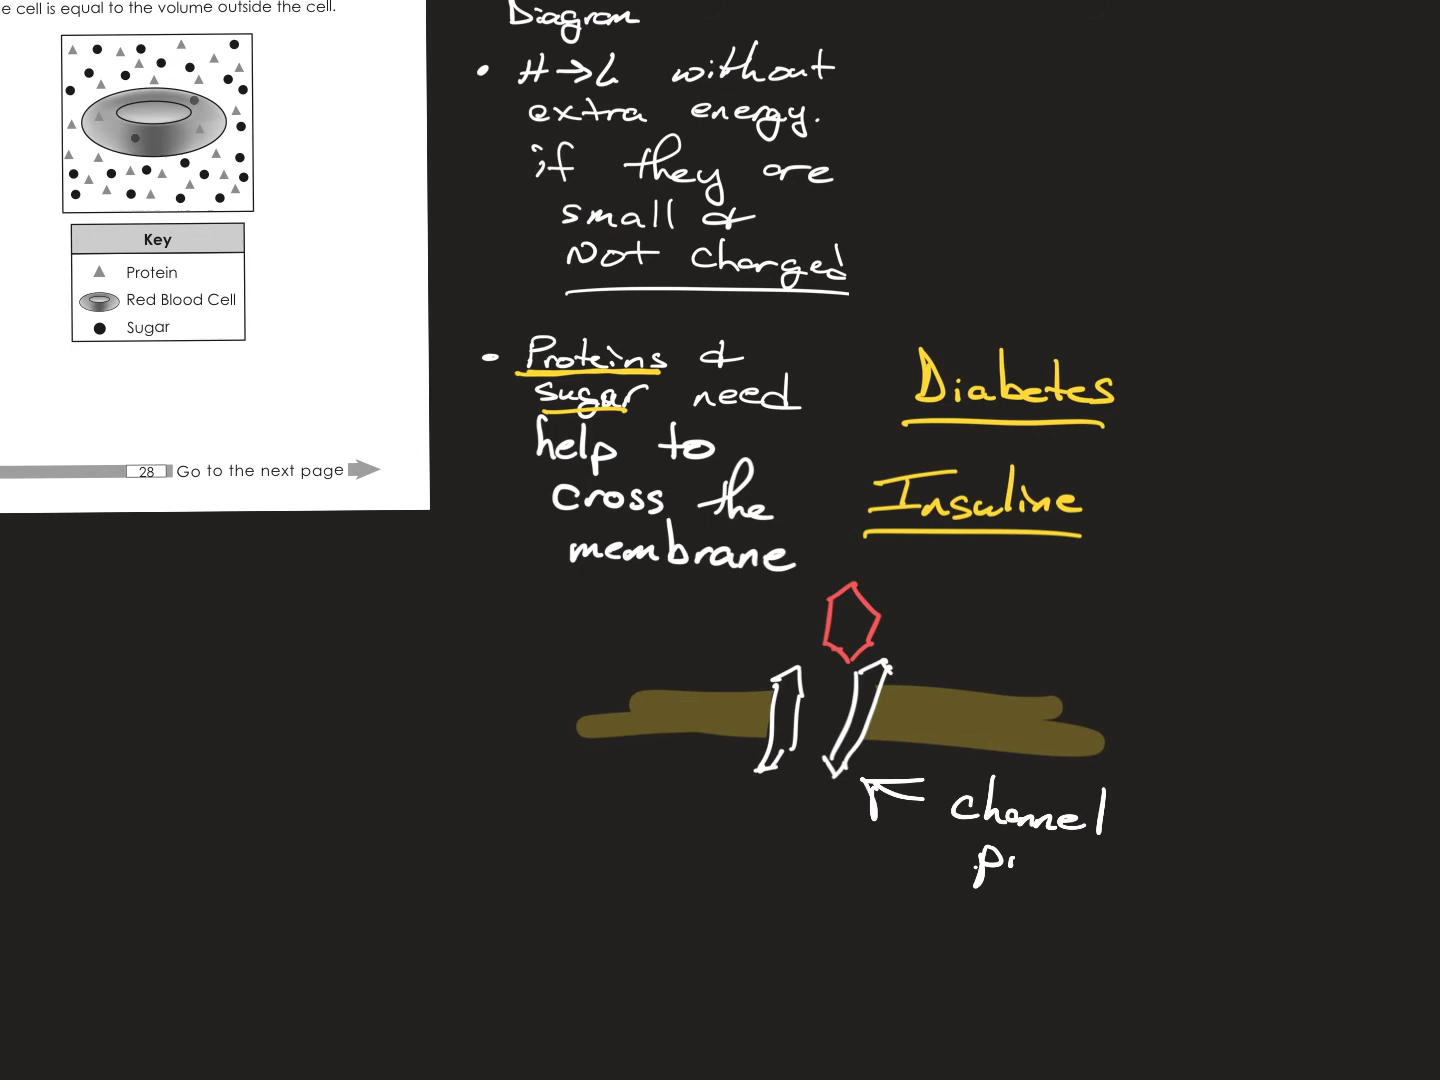 e cell is equal to the volume outside the cell.
Key
Protein
Red Blood Cell
Sugar
28 Go to the next page
Diagram
• H→L without
extra energy.
if they are
small &
Not charged
• Proteins &
sugar need
help to
cross the
membrane
Diabetes
Insuline
channel
pr